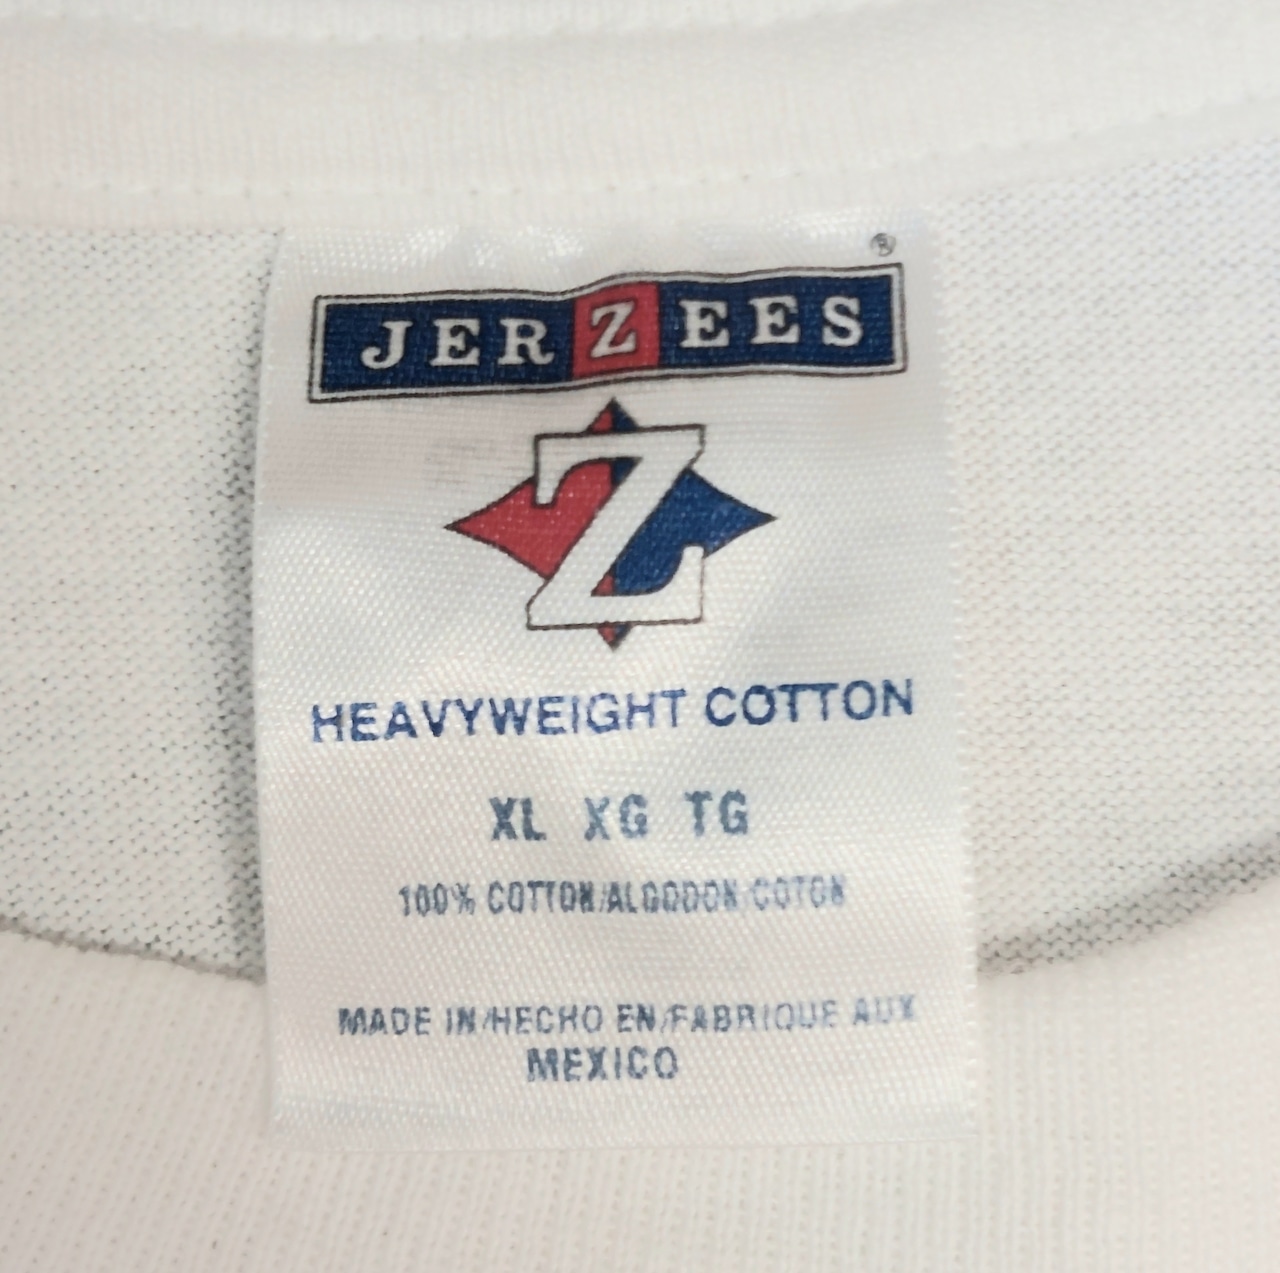 ®
JERZEES
Z
HEAVYWEIGHT COTTON
XL XG TG
100% COTTON/ALGODON/COTON
MADE IN/HECHO EN/FABRIQUE AUX
MEXICO